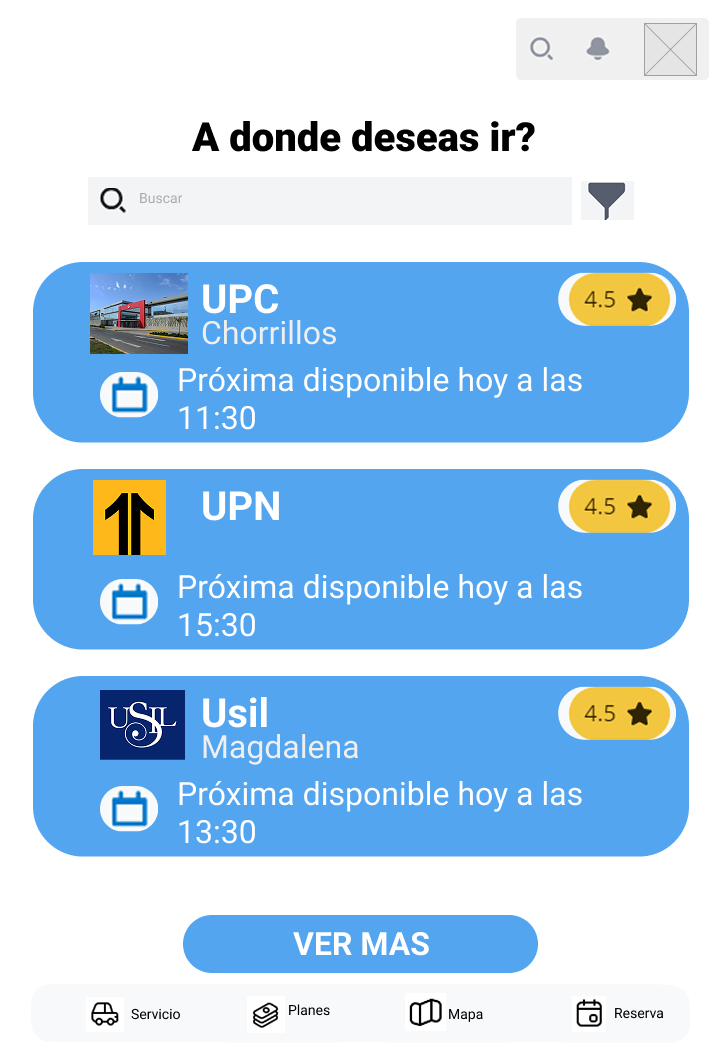 A donde deseas ir?
Buscar
UPC
4.5
Chorrillos
Próxima disponible hoy a las
11:30
UPN
4.5
Próxima disponible hoy a las
15:30
USIL
Usil
4.5
Magdalena
Próxima disponible hoy a las
13:30
VER MAS
Servicio
Planes
Mapa
Reserva